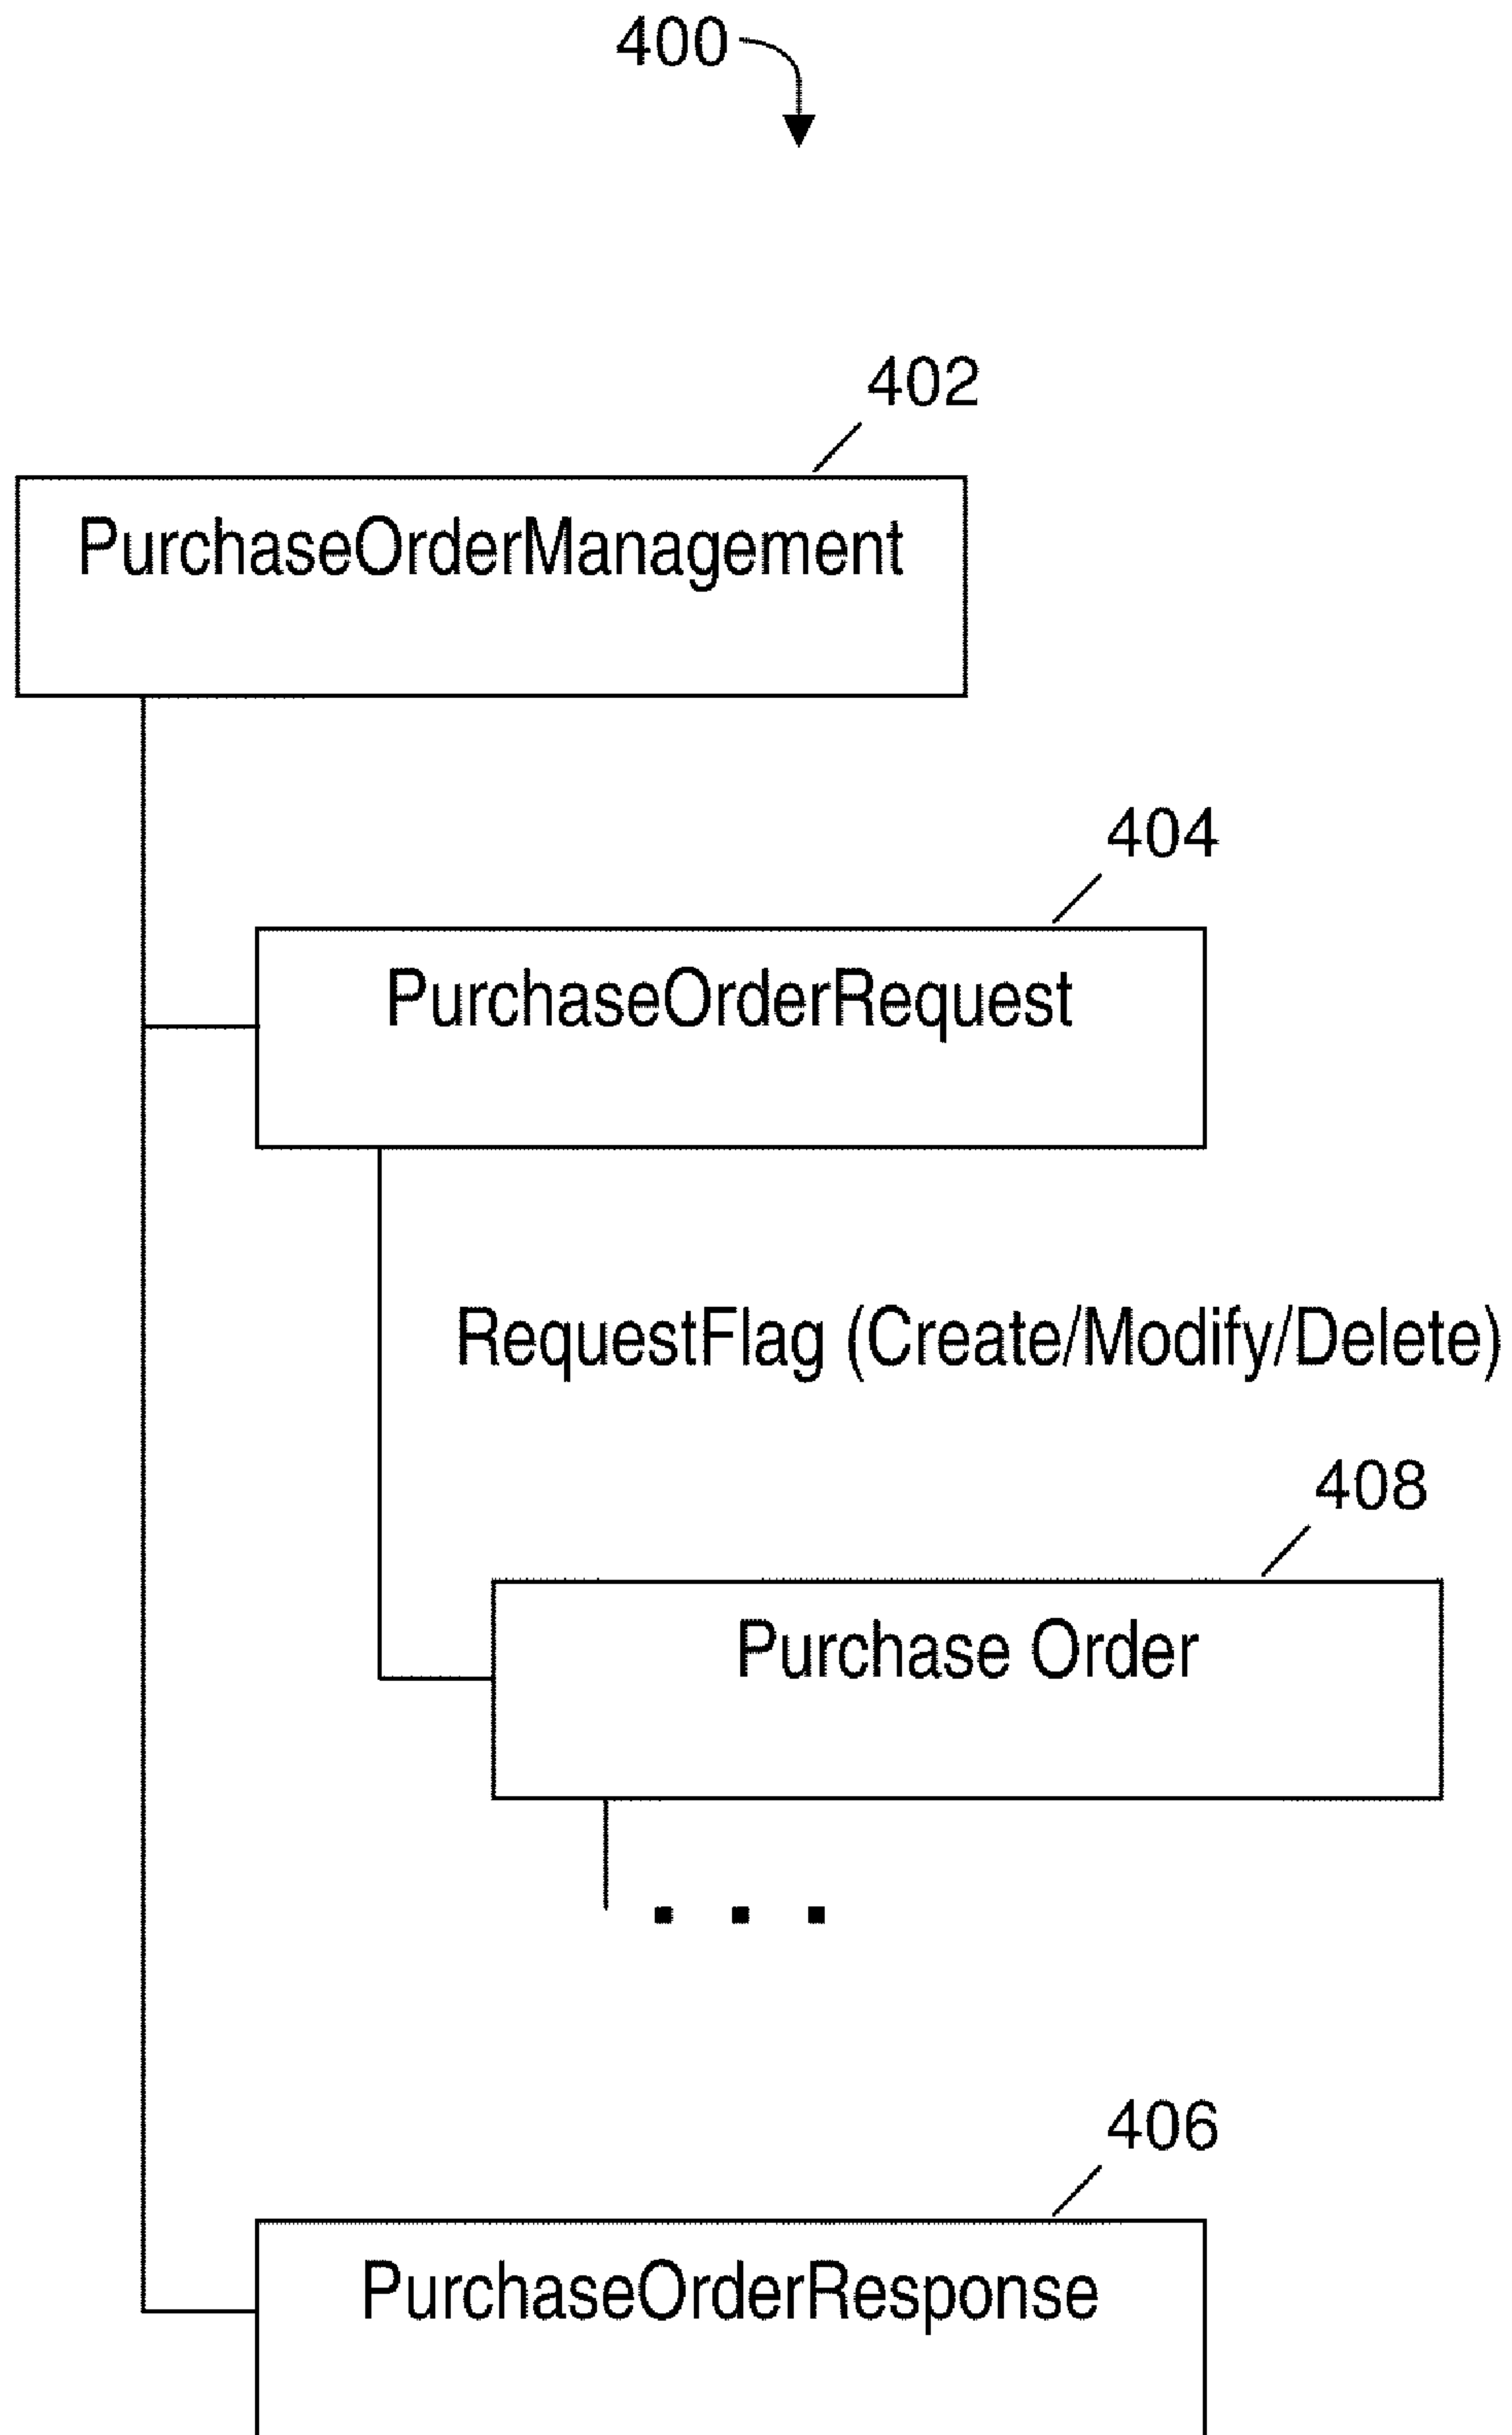 400
402
PurchaseOrderManagement
404
PurchaseOrderRequest
RequestFlag (Create/Modify/Delete)
408
Purchase Order
. . .
406
PurchaseOrderResponse